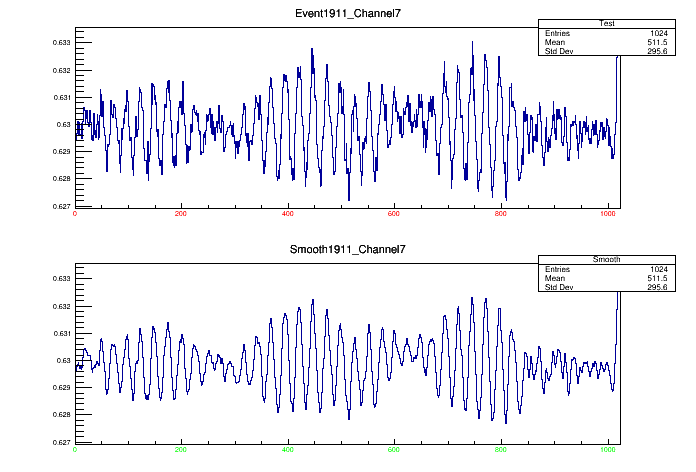 Event1911_Channel7
Test
Entries 1024
Mean 511.5
Std Dev 295.6
0.633
0.632
0.631
0.63
0.629
0.628
0.627
0 200 400 600 800 1000
Smooth1911_Channel7
Smooth
Entries 1024
Mean 511.5
Std Dev 295.6
0.633
0.632
0.631
0.63
0.629
0.628
0.627
0 200 400 600 800 1000